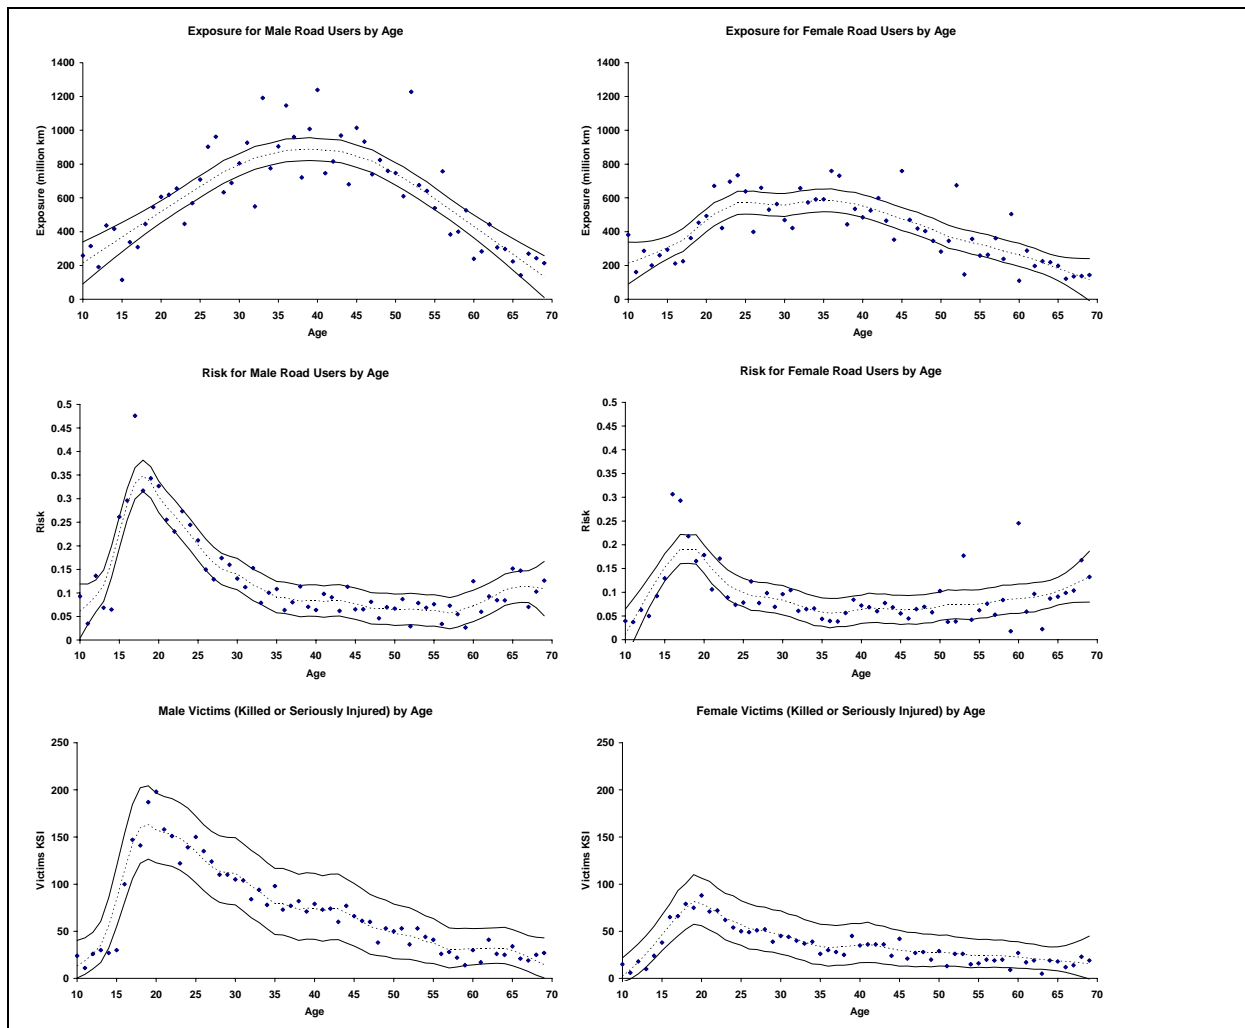 Exposure for Male Road Users by Age
Exposure (million km)
1400
1200
1000
800
600
400
200
0
10 15 20 25 30 35 40 45 50 55 60 65 70
Age
Exposure for Female Road Users by Age
Exposure (million km)
1400
1200
1000
800
600
400
200
0
10 15 20 25 30 35 40 45 50 55 60 65 70
Age
Risk for Male Road Users by Age
Risk
0.5
0.45
0.4
0.35
0.3
0.25
0.2
0.15
0.1
0.05
0
10 15 20 25 30 35 40 45 50 55 60 65 70
Age
Risk for Female Road Users by Age
Risk
0.5
0.45
0.4
0.35
0.3
0.25
0.2
0.15
0.1
0.05
0
10 15 20 25 30 35 40 45 50 55 60 65 70
Age
Male Victims (Killed or Seriously Injured) by Age
Victims KSI
250
200
150
100
50
0
10 15 20 25 30 35 40 45 50 55 60 65 70
Age
Female Victims (Killed or Seriously Injured) by Age
Victims KSI
250
200
150
100
50
0
10 15 20 25 30 35 40 45 50 55 60 65 70
Age